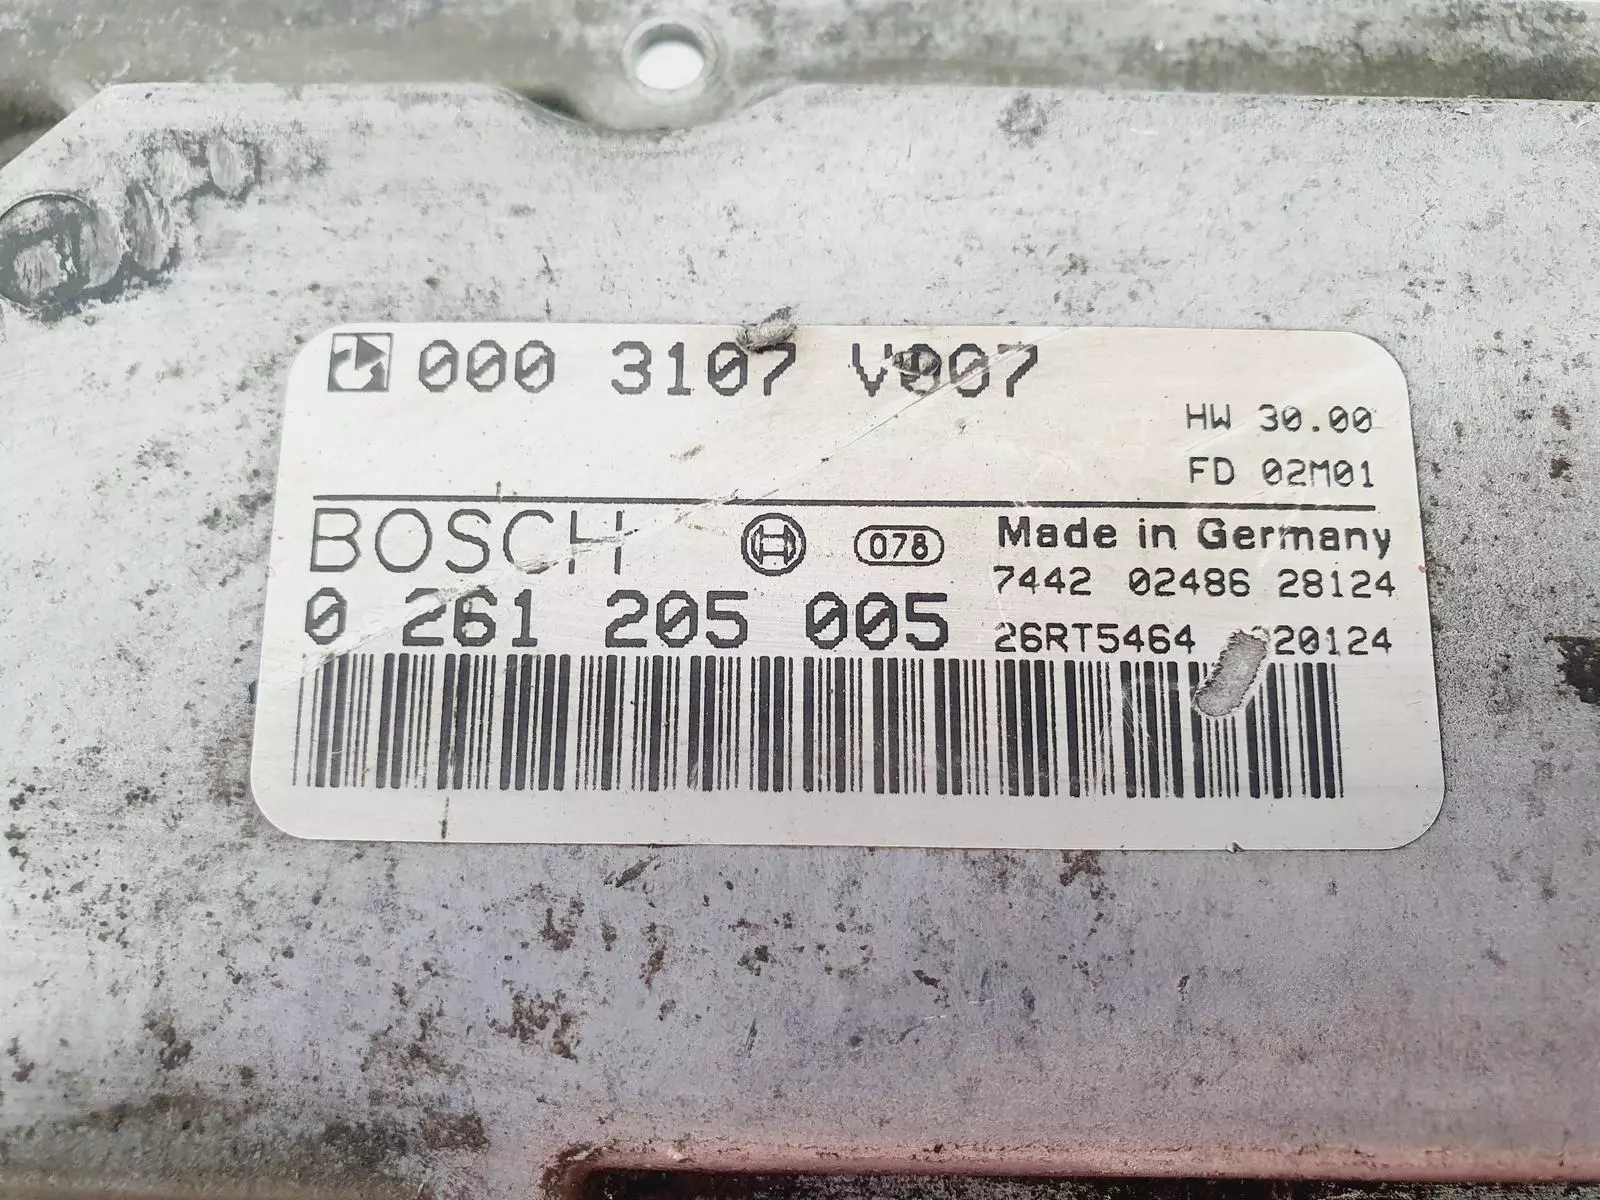 000 3107 V007
HW 30.00
FD 02M01
BOSCH 078 Made in Germany
7442 02486 28124
0 261 205 005
26RT5464